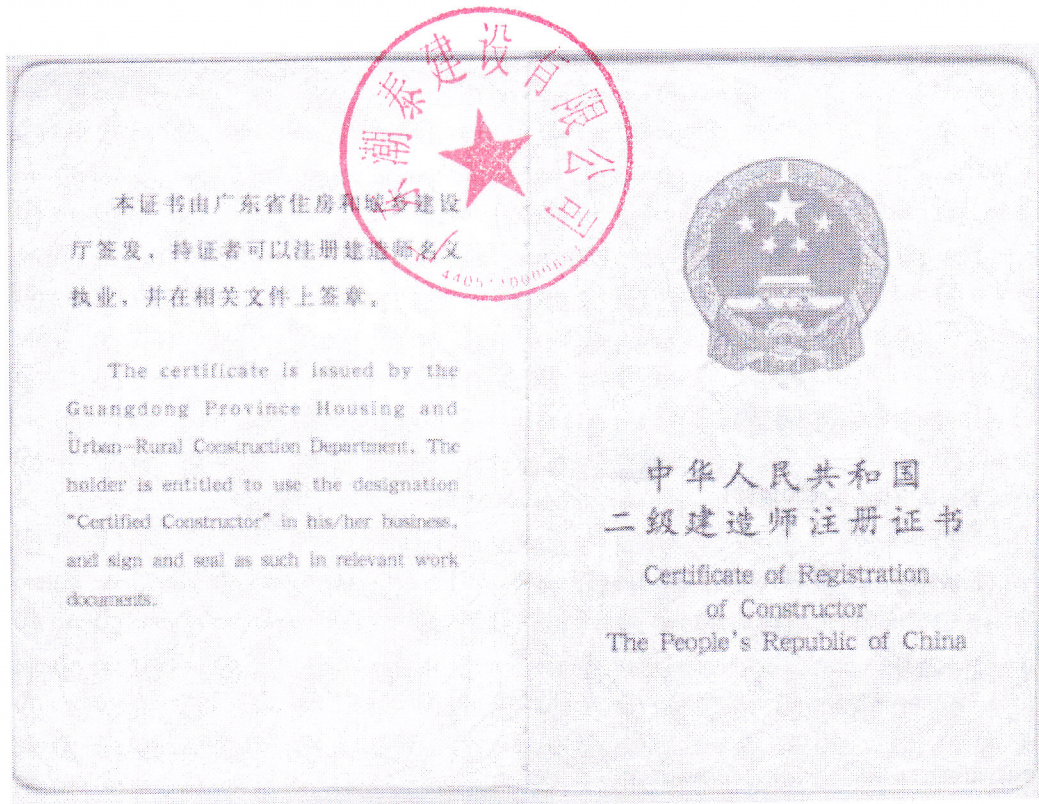 潮泰建设有限公司
本证书由广东省住房和城乡建设
厅签发，持证者可以注册建造师名义
执业，并在相关文件上签章。
The certificate is issued by the
Guangdong Province Housing and
Urban-Rural Construction Department. The
holder is entitled to use the designation
"Certified Constructor" in his/her business,
and sign and seal as such in relevant work
documents.
中华人民共和国
二级建造师注册证书
Certificate of Registration
of Constructor
The People's Republic of China